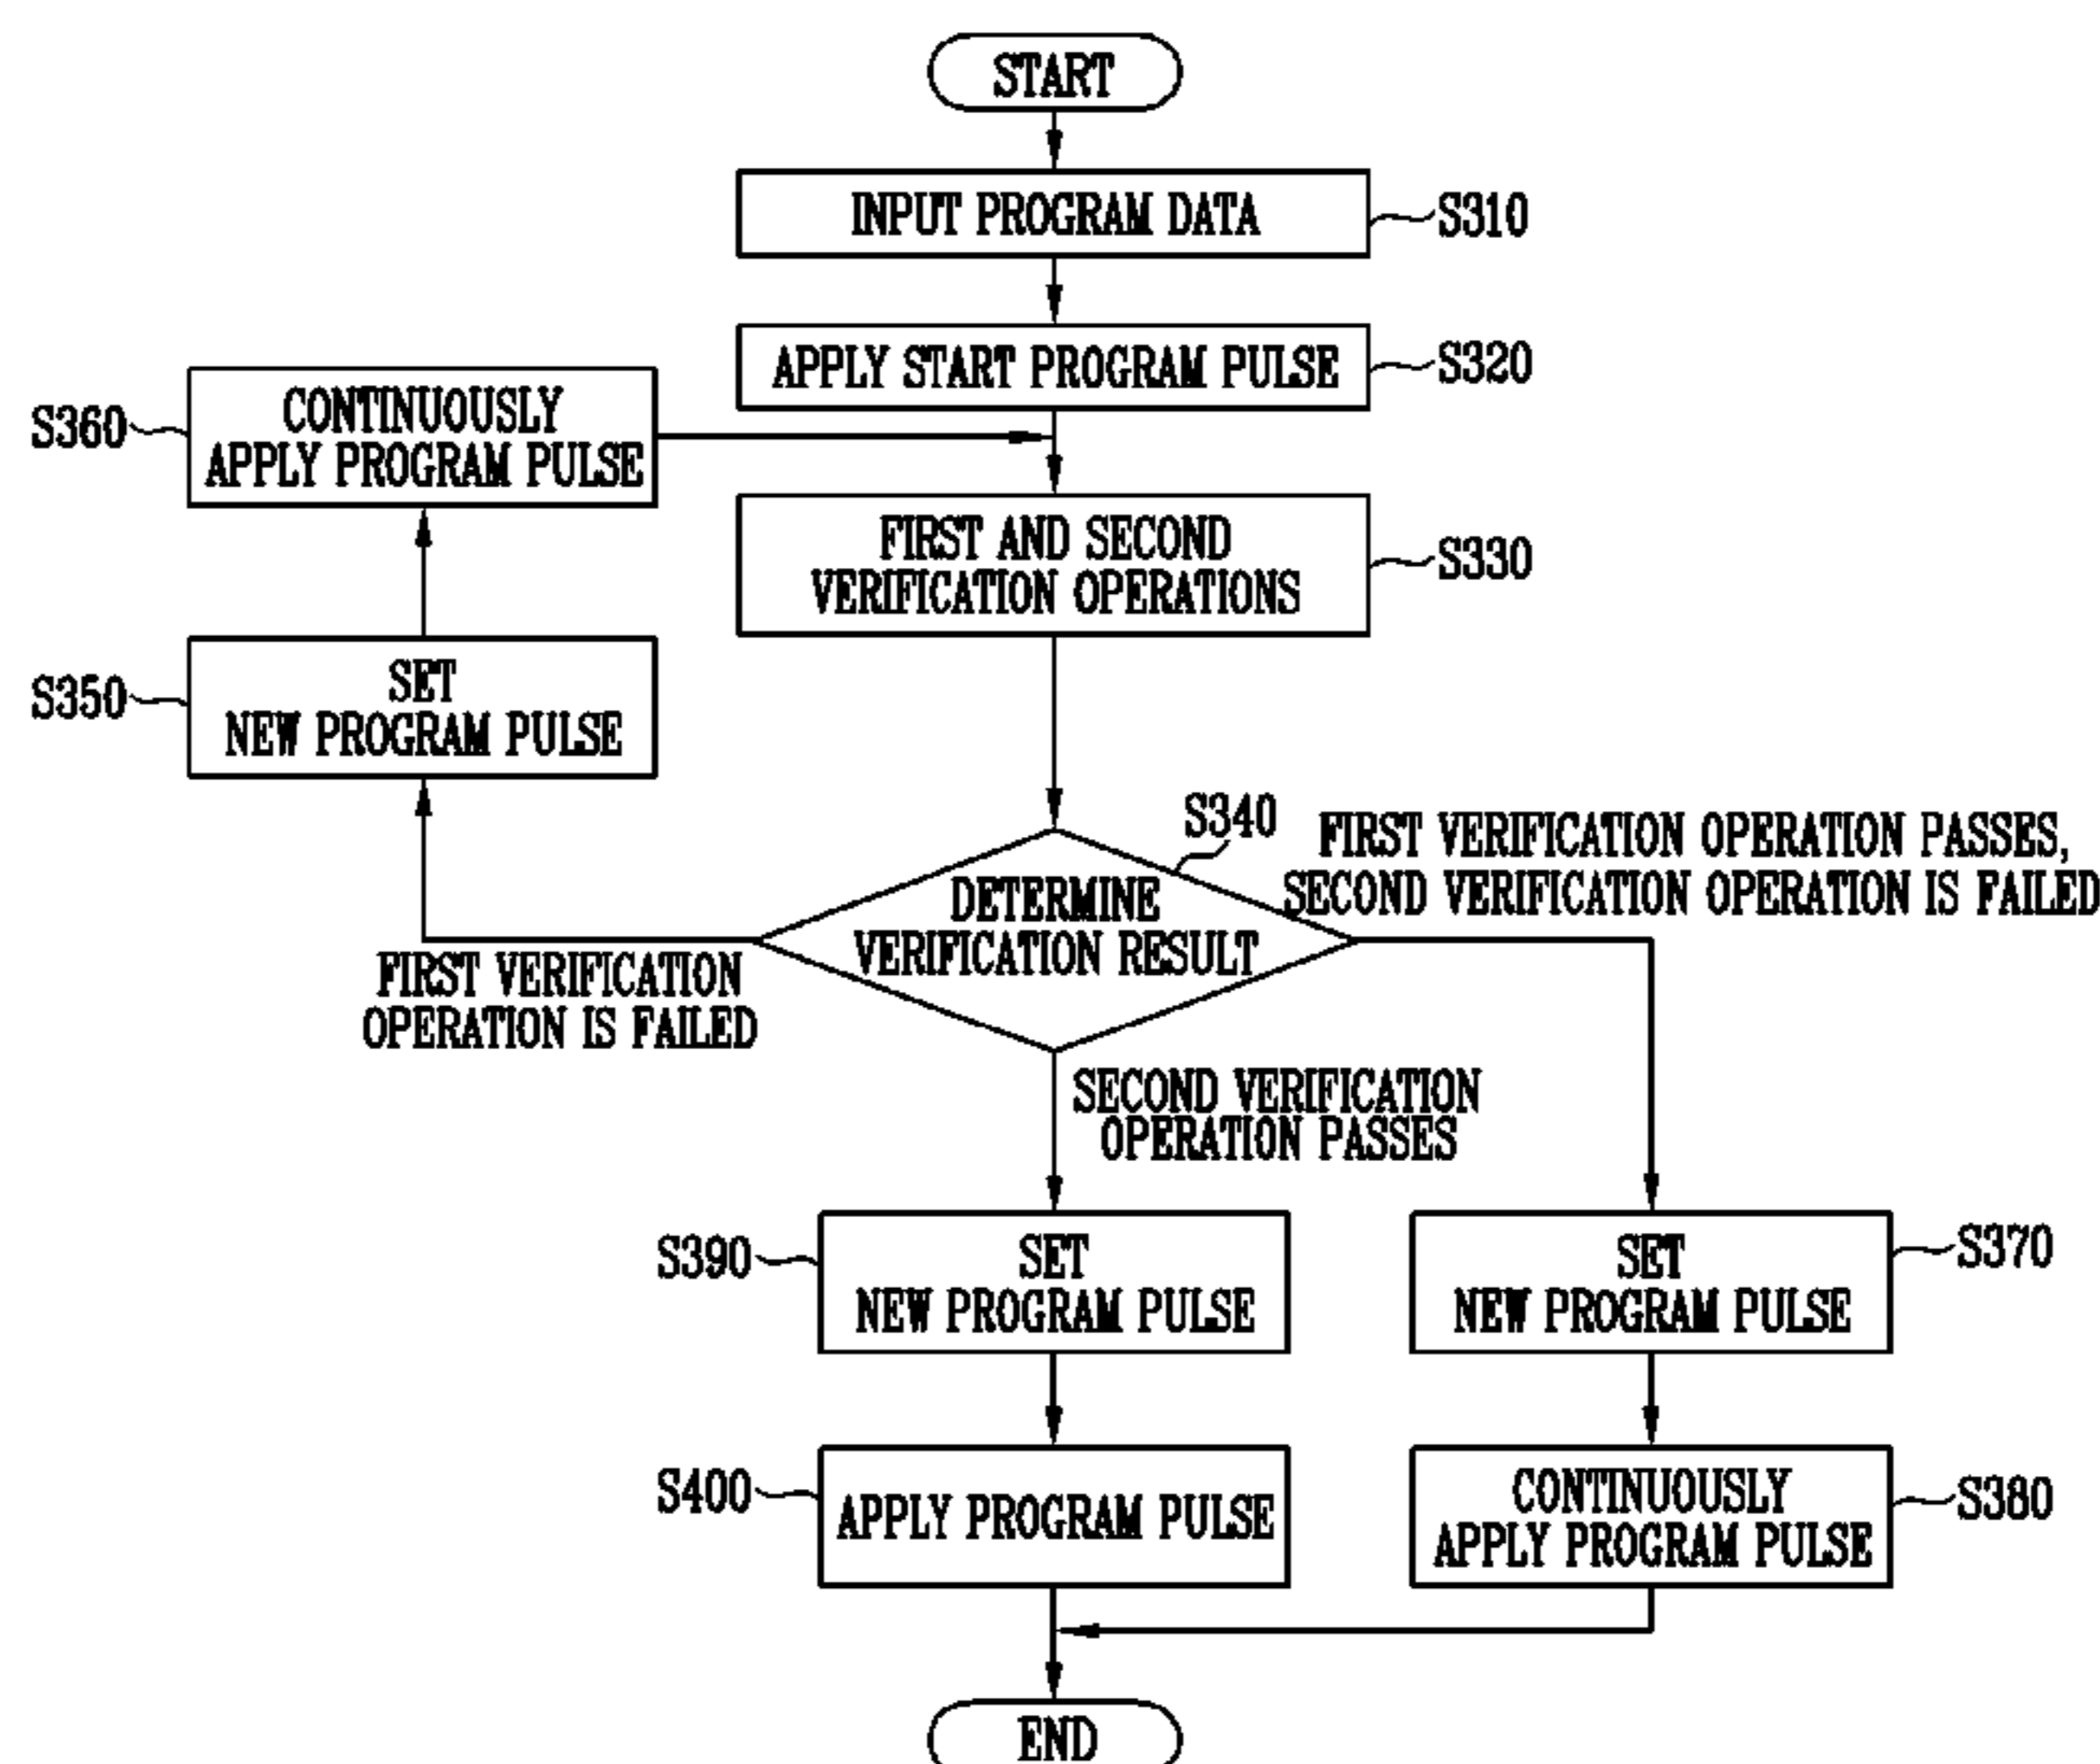 START
INPUT PROGRAM DATA
S310
APPLY START PROGRAM PULSE
S320
CONTINUOUSLY
APPLY PROGRAM PULSE
S360
FIRST AND SECOND
VERIFICATION OPERATIONS
S330
SET
NEW PROGRAM PULSE
S350
S340
DETERMINE
VERIFICATION RESULT
FIRST VERIFICATION OPERATION PASSES,
SECOND VERIFICATION OPERATION IS FAILED
FIRST VERIFICATION
OPERATION IS FAILED
SECOND VERIFICATION
OPERATION PASSES
S390
SET
NEW PROGRAM PULSE
SET
NEW PROGRAM PULSE
S370
S400
APPLY PROGRAM PULSE
CONTINUOUSLY
APPLY PROGRAM PULSE
S380
END